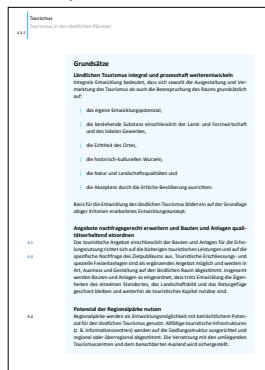 Tourismus
Tourismus in den ländlichen Räumen
4.3-2
Grundsätze
Ländlichen Tourismus integral und prozesshaft weiterentwickeln
Integrale Entwicklung bedeutet, dass sich sowohl die Ausgestaltung und Ver-
marktung des Tourismus als auch die Beanspruchung des Raums grundsätzlich
auf:
das eigene Entwicklungspotenzial,
die bestehende Substanz einschliesslich der Land- und Forstwirtschaft
und des lokalen Gewerbes,
die Echtheit des Ortes,
die historisch-kulturellen Wurzeln,
die Natur und Landschaftsqualitäten und
die Akzeptanz durch die örtliche Bevölkerung ausrichten.
Basis für die Entwicklung des ländlichen Tourismus bildet ein auf der Grundlage
obiger Kriterien erarbeitetes Entwicklungskonzept.
Angebote nachfragegerecht erweitern und Bauten und Anlagen quali-
tätserhaltend einordnen
Das touristische Angebot einschliesslich der Bauten und Anlagen für die Erho-
lungsnutzung richtet sich auf die bisherigen touristischen Leistungen und auf die
spezifische Nachfrage des Zielpublikums aus. Touristische Erschliessungs- und
spezielle Freizeitanlagen sind als ergänzendes Angebot möglich und werden in
Art, Ausmass und Gestaltung auf den ländlichen Raum abgestimmt. Insgesamt
werden Bauten und Anlagen so eingeordnet, dass trotz Entwicklung die Eigen-
heiten des einzelnen Standortes, das Landschaftsbild und das Naturgefüge
geschont bleiben und weiterhin als touristisches Kapital nutzbar sind.
Potenzial der Regionalpärke nutzen
Regionalpärke werden als Entwicklungsmöglichkeit mit beträchtlichem Poten-
zial für den ländlichen Tourismus genutzt. Allfällige touristische Infrastrukturen
(z. B. Informationszentren) werden auf die Siedlungsstruktur ausgerichtet und
regional oder überregional abgestimmt. Die Vernetzung mit den umliegenden
Tourismuszentren und dem benachbarten Ausland wird sichergestellt.